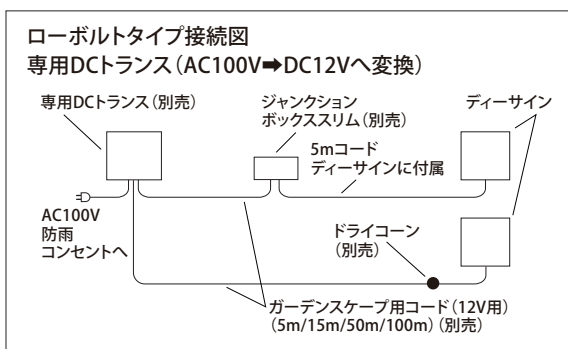 ローボルトタイプ接続図
専用DCトランス（AC100V➡DC12Vへ変換）
専用DCトランス（別売）
ジャンクション
ボックススリム（別売）
ディーサイン
5mコード
ディーサインに付属
AC100V
防雨
コンセントへ
ドライコーン
（別売）
ガーデンスケープ用コード（12V用）
（5m/15m/50m/100m）（別売）